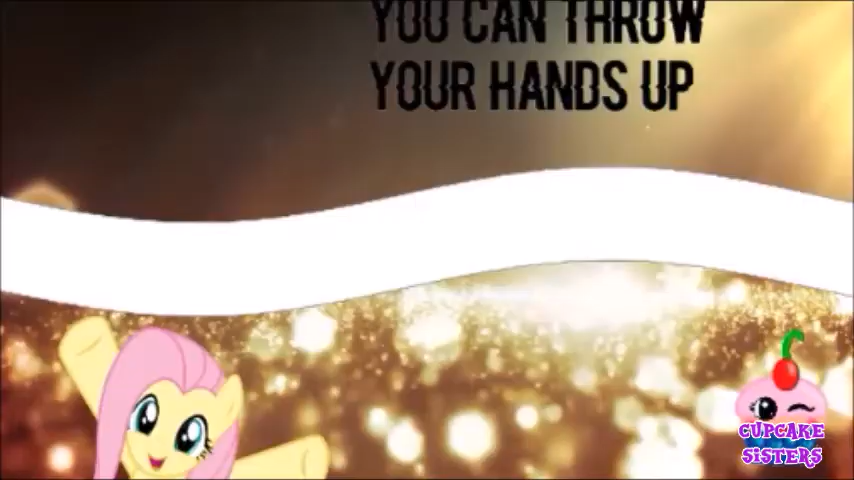 YOU CAN THROW
YOUR HANDS UP
CUPCAKE
SISTERS